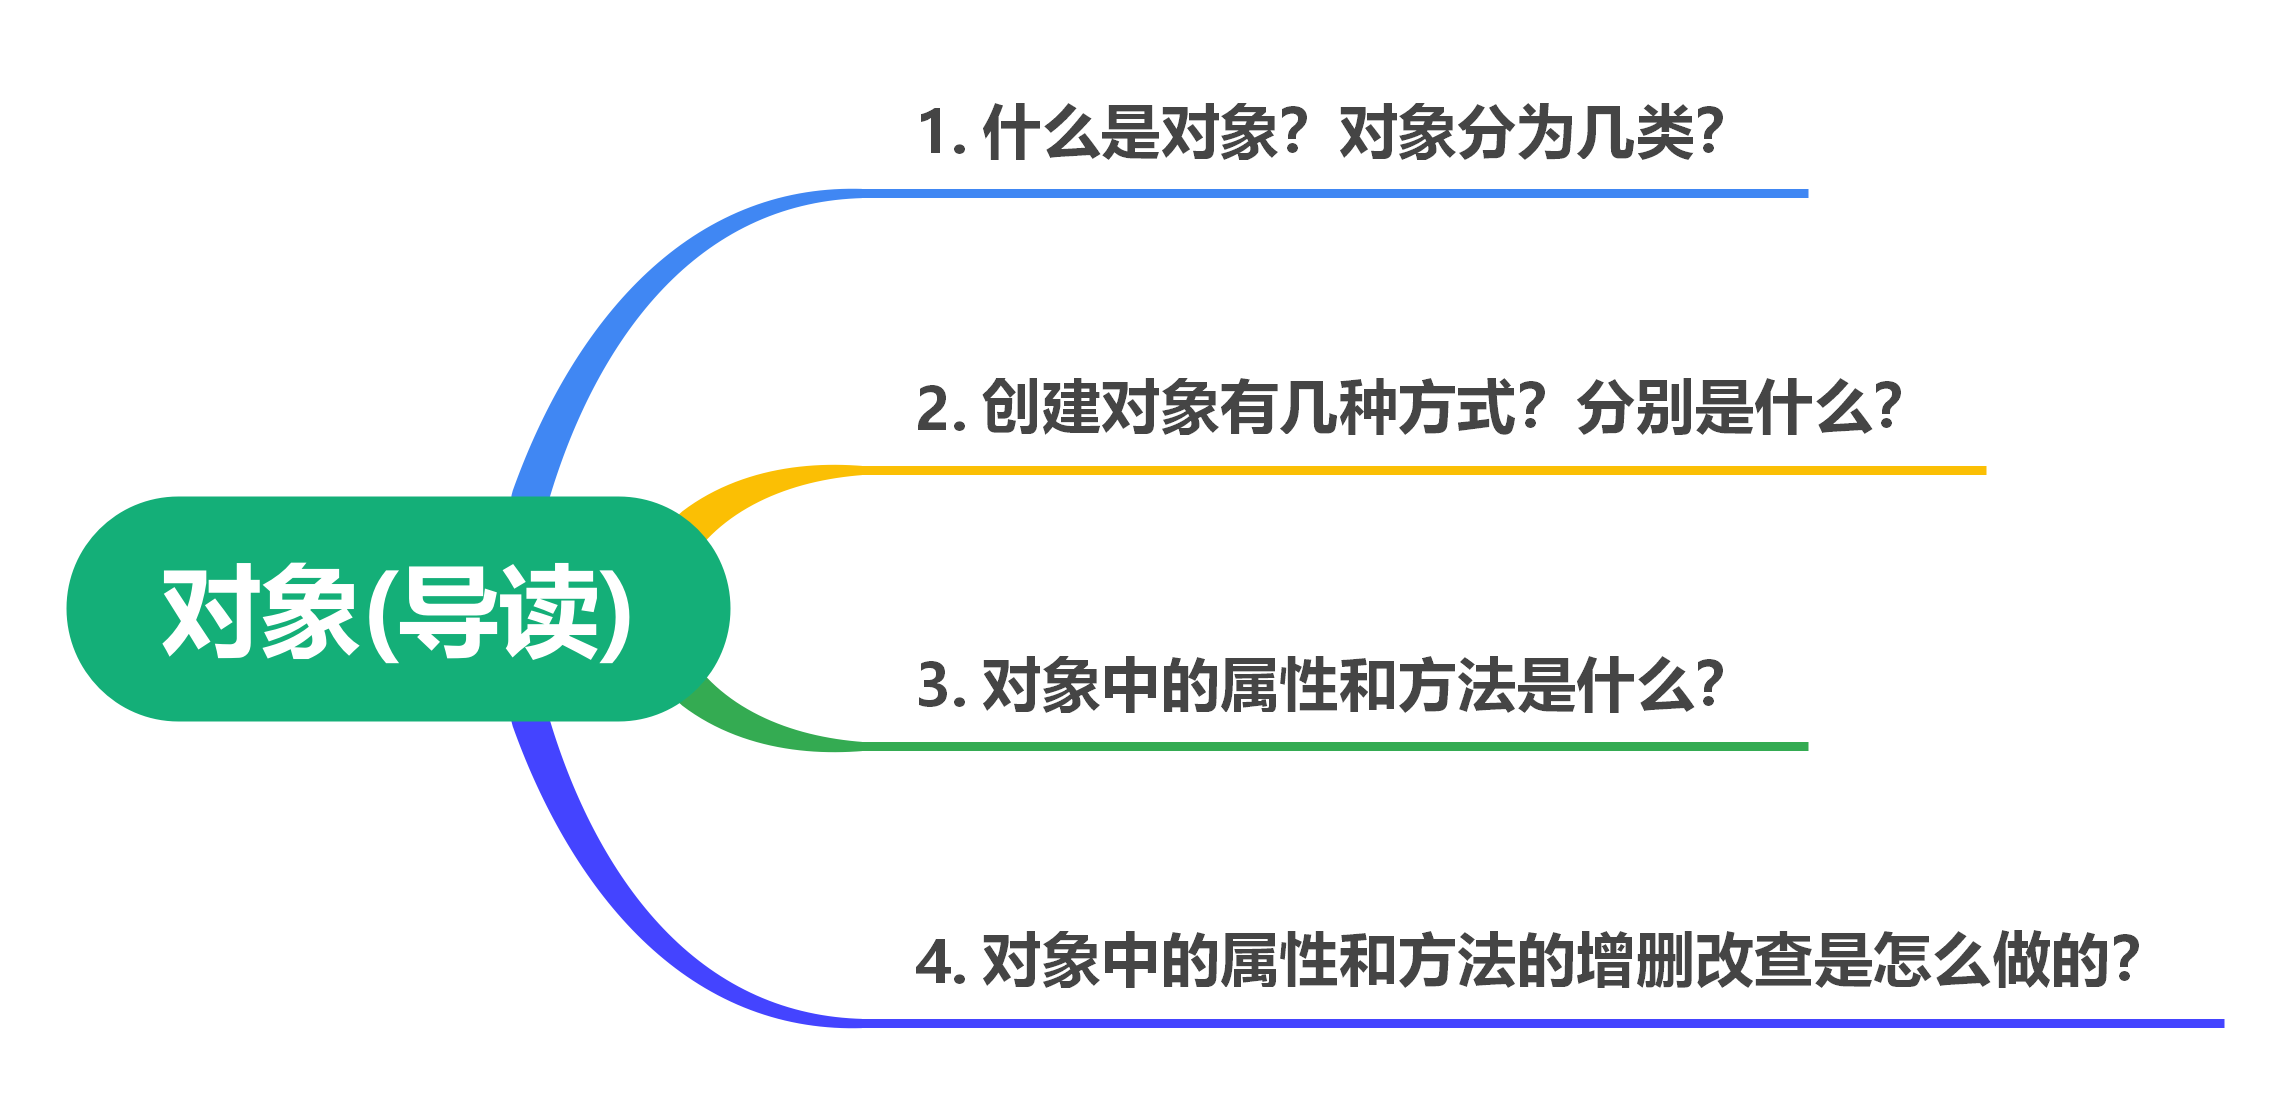 1. 什么是对象？对象分为几类？
2. 创建对象有几种方式？分别是什么？
对象(导读)
3. 对象中的属性和方法是什么？
4. 对象中的属性和方法的增删改查是怎么做的？